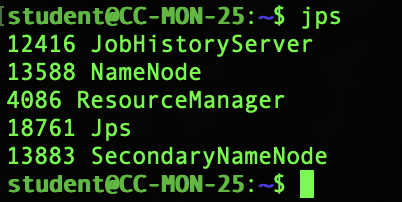 [student@CC-MON-25:~$ jps
12416 JobHistoryServer
13588 NameNode
4086 ResourceManager
18761 Jps
13883 SecondaryNameNode
student@CC-MON-25:~$